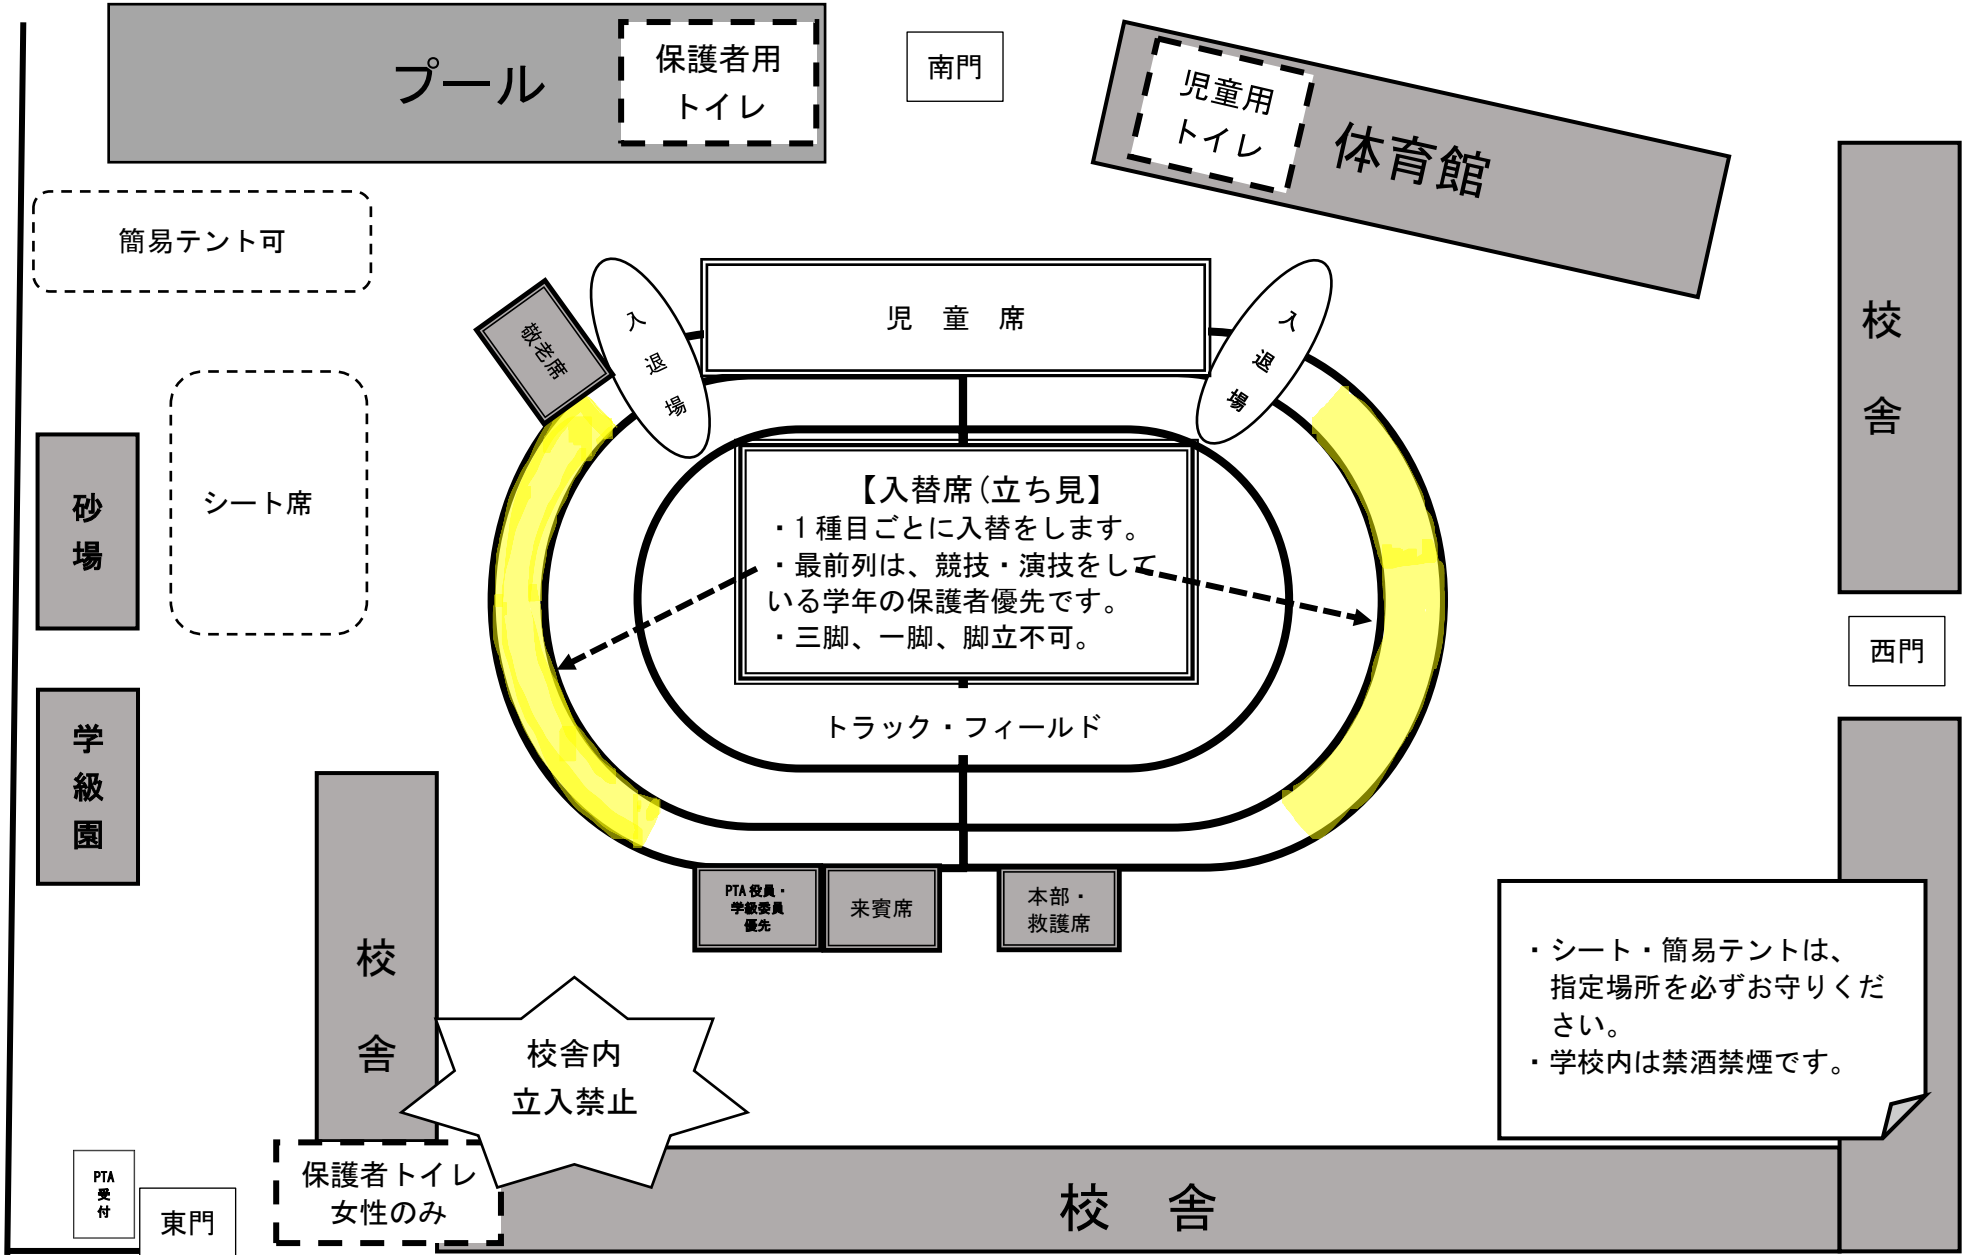 プール
保護者用
トイレ
南門
児童用
トイレ
体育館
簡易テント可
校
舎
敬老席
入
退
場
児 童 席
入
退
場
シート席
砂
場
【入替席(立ち見】
・1種目ごとに入替をします。
・最前列は、競技・演技をして
いる学年の保護者優先です。
・三脚、一脚、脚立不可。
西門
トラック・フィールド
学
級
園
PTA役員・
学級委員
優先
来賓席
本部・
救護席
校
舎
・シート・簡易テントは、
指定場所を必ずお守りくだ
さい。
・学校内は禁酒禁煙です。
校舎内
立入禁止
PTA
受
付
東門
保護者トイレ
女性のみ
校 舎